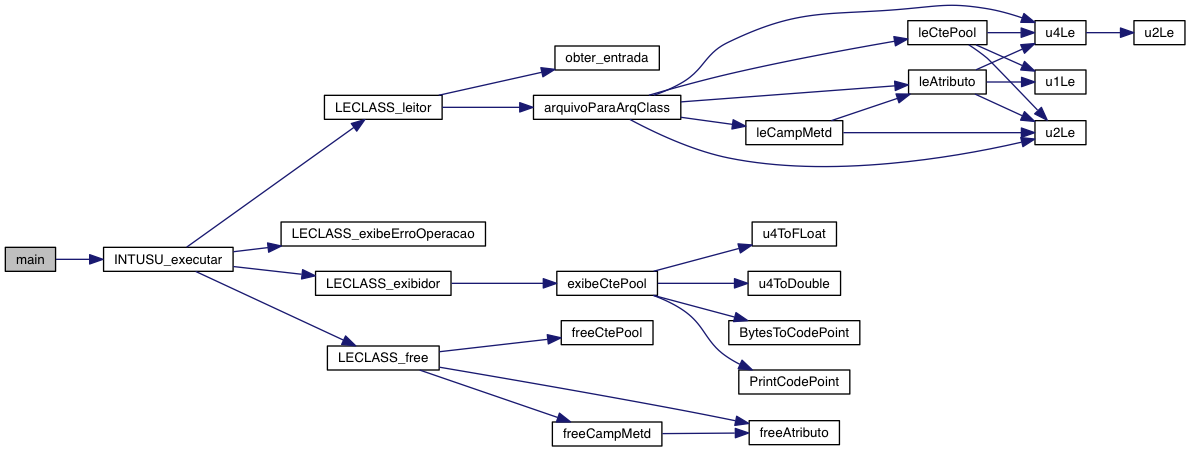 main
INTUSU_executar
LECLASS_leitor
obter_entrada
arquivoParaArqClass
leCtePool
leAtributo
leCampMetd
u4Le
u1Le
u2Le
u2Le
LECLASS_exibeErroOperacao
LECLASS_exibidor
exibeCtePool
u4ToFLoat
u4ToDouble
BytesToCodePoint
PrintCodePoint
LECLASS_free
freeCtePool
freeCampMetd
freeAtributo